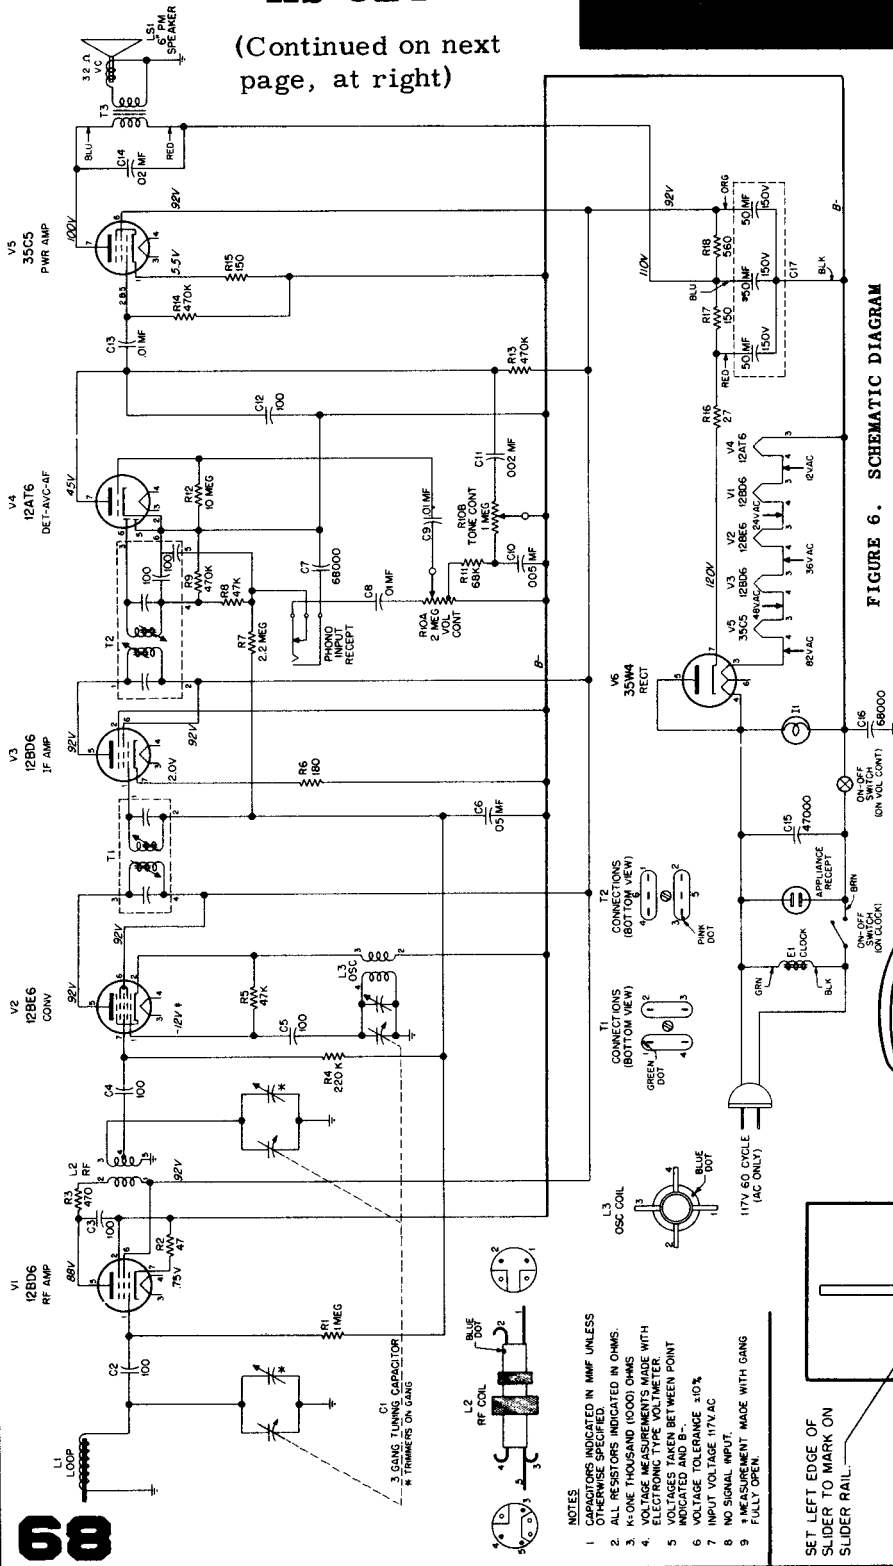 (Continued on next
page, at right)
68
V1
12BD6
RF AMP
V2
12BE6
CONV
V3
12BD6
IF AMP
V4
12AT6
DET-AVC-AF
V5
35C5
PWR AMP
L1
LOOP
C2
100
88V
R3
470
L2
RF
C3
100
R2
47
.75V
92V
R1
1 MEG
C1
3 GANG TUNING CAPACITOR
* TRIMMERS ON GANG
C4
100
92V
92V
-12V
R5
47K
C5
100
R4
220K
L3
OSC
T1
92V
92V
2.0V
R6
180
C6
.05 MF
T2
100
100
R9
470K
R8
47K
R7
2.2 MEG
PHONO
INPUT
RECEPT
C7
68000
C8
.01 MF
R10A
2 MEG
VOL
CONT
45V
R12
10 MEG
C9
.01 MF
R11
68K
R10B
TONE CONT
1 MEG
C10
.005 MF
C11
.002 MF
C12
100
R13
470K
C13
.01 MF
R14
470K
R15
150
5.5V
100V
92V
C14
.02 MF
BLU
RED
T3
3.2 Ω
VC
LS1
6" PM
SPEAKER
B-
110V
92V
R16
27
R17
150
R18
560
RED
BLU
ORG
50 MF
150V
*50 MF
150V
50 MF
150V
C17
BLK
B-
V6
35W4
RECT
120V
V5
35C5
V3
12BD6
V2
12BE6
V1
12BD6
V4
12AT6
82VAC
48VAC
36VAC
24VAC
12VAC
I1
C16
68000
C15
47000
ON-OFF
SWITCH
(ON VOL CONT)
APPLIANCE
RECEPT
BRN
ON-OFF
SWITCH
(ON CLOCK)
E1
CLOCK
GRN
BLK
117V 60 CYCLE
(AC ONLY)
T1
CONNECTIONS
(BOTTOM VIEW)
GREEN
DOT
T2
CONNECTIONS
(BOTTOM VIEW)
PINK
DOT
L3
OSC COIL
BLUE
DOT
L2
RF COIL
BLUE
DOT
NOTES
1 CAPACITORS INDICATED IN MMF UNLESS
OTHERWISE SPECIFIED.
2. ALL RESISTORS INDICATED IN OHMS.
3. K=ONE THOUSAND (1000) OHMS
4. VOLTAGE MEASUREMENTS MADE WITH
ELECTRONIC TYPE VOLTMETER.
5 VOLTAGES TAKEN BETWEEN POINT
INDICATED AND B-.
6 VOLTAGE TOLERANCE ±10%
7 INPUT VOLTAGE 117V.AC
8 NO SIGNAL INPUT.
9 * MEASUREMENT MADE WITH GANG
FULLY OPEN.
FIGURE 6. SCHEMATIC DIAGRAM
SET LEFT EDGE OF
SLIDER TO MARK ON
SLIDER RAIL.